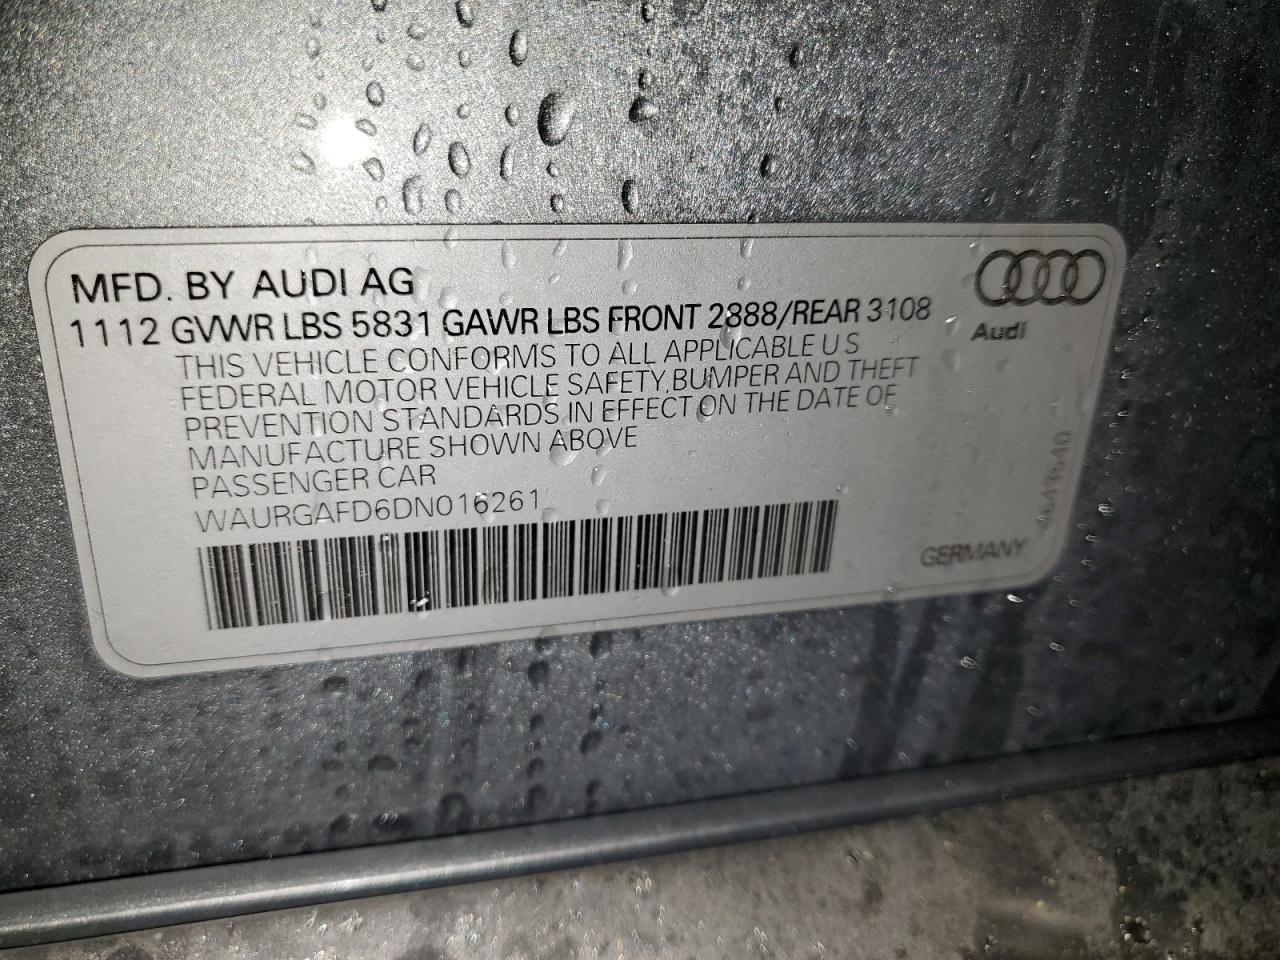 MFD. BY AUDI AG
1112 GVWR LBS 5831 GAWR LBS FRONT 2888/REAR 3108
Audi
THIS VEHICLE CONFORMS TO ALL APPLICABLE U S
FEDERAL MOTOR VEHICLE SAFETY, BUMPER AND THEFT
PREVENTION STANDARDS IN EFFECT ON THE DATE OF
MANUFACTURE SHOWN ABOVE
PASSENGER CAR
WAURGAFD6DN016261
GERMANY